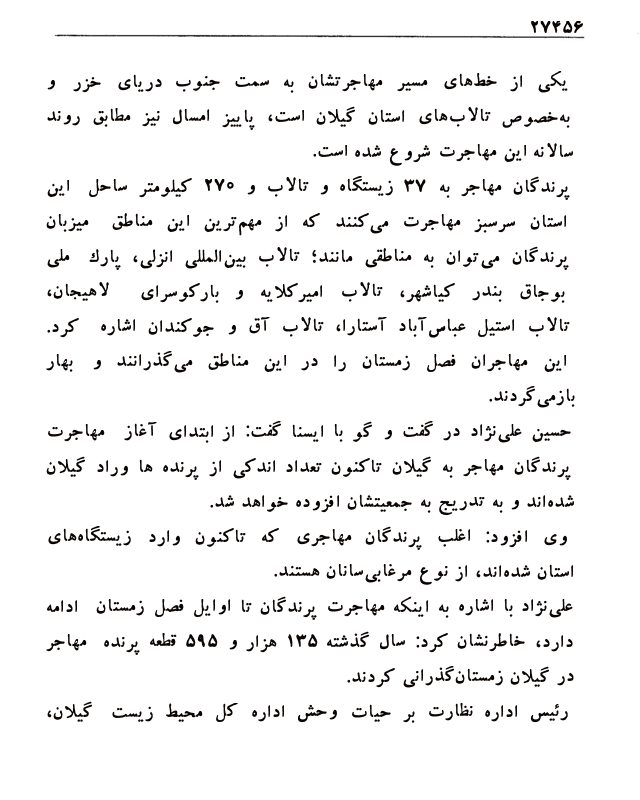 ۲۷۴۵۶
یکی از خط‌های مسیر مهاجرتشان به سمت جنوب دریای خزر و
به‌خصوص تالاب‌های استان گیلان است، پاییز امسال نیز مطابق روند
سالانه این مهاجرت شروع شده است.
پرندگان مهاجر به ۳۷ زیستگاه و تالاب و ۲۷۰ کیلومتر ساحل این
استان سرسبز مهاجرت می‌کنند که از مهم‌ترین این مناطق میزبان
پرندگان می‌توان به مناطقی مانند؛ تالاب بین‌المللی انزلی، پارك ملی
بوجاق بندر کیاشهر، تالاب امیرکلایه و بارکوسرای لاهیجان،
تالاب استیل عباس‌آباد آستارا، تالاب آق و جوکندان اشاره کرد.
این مهاجران فصل زمستان را در این مناطق می‌گذرانند و بهار
بازمی‌گردند.
حسین علی‌نژاد در گفت و گو با ایسنا گفت: از ابتدای آغاز مهاجرت
پرندگان مهاجر به گیلان تاکنون تعداد اندکی از پرنده ها وراد گیلان
شده‌اند و به تدریج به جمعیتشان افزوده خواهد شد.
وی افزود: اغلب پرندگان مهاجری که تاکنون وارد زیستگاه‌های
استان شده‌اند، از نوع مرغابی‌سانان هستند.
علی‌نژاد با اشاره به اینکه مهاجرت پرندگان تا اوایل فصل زمستان ادامه
دارد، خاطرنشان کرد: سال گذشته ۱۳۵ هزار و ۵۹۵ قطعه پرنده مهاجر
در گیلان زمستان‌گذرانی کردند.
رئیس اداره نظارت بر حیات وحش اداره کل محیط زیست گیلان،